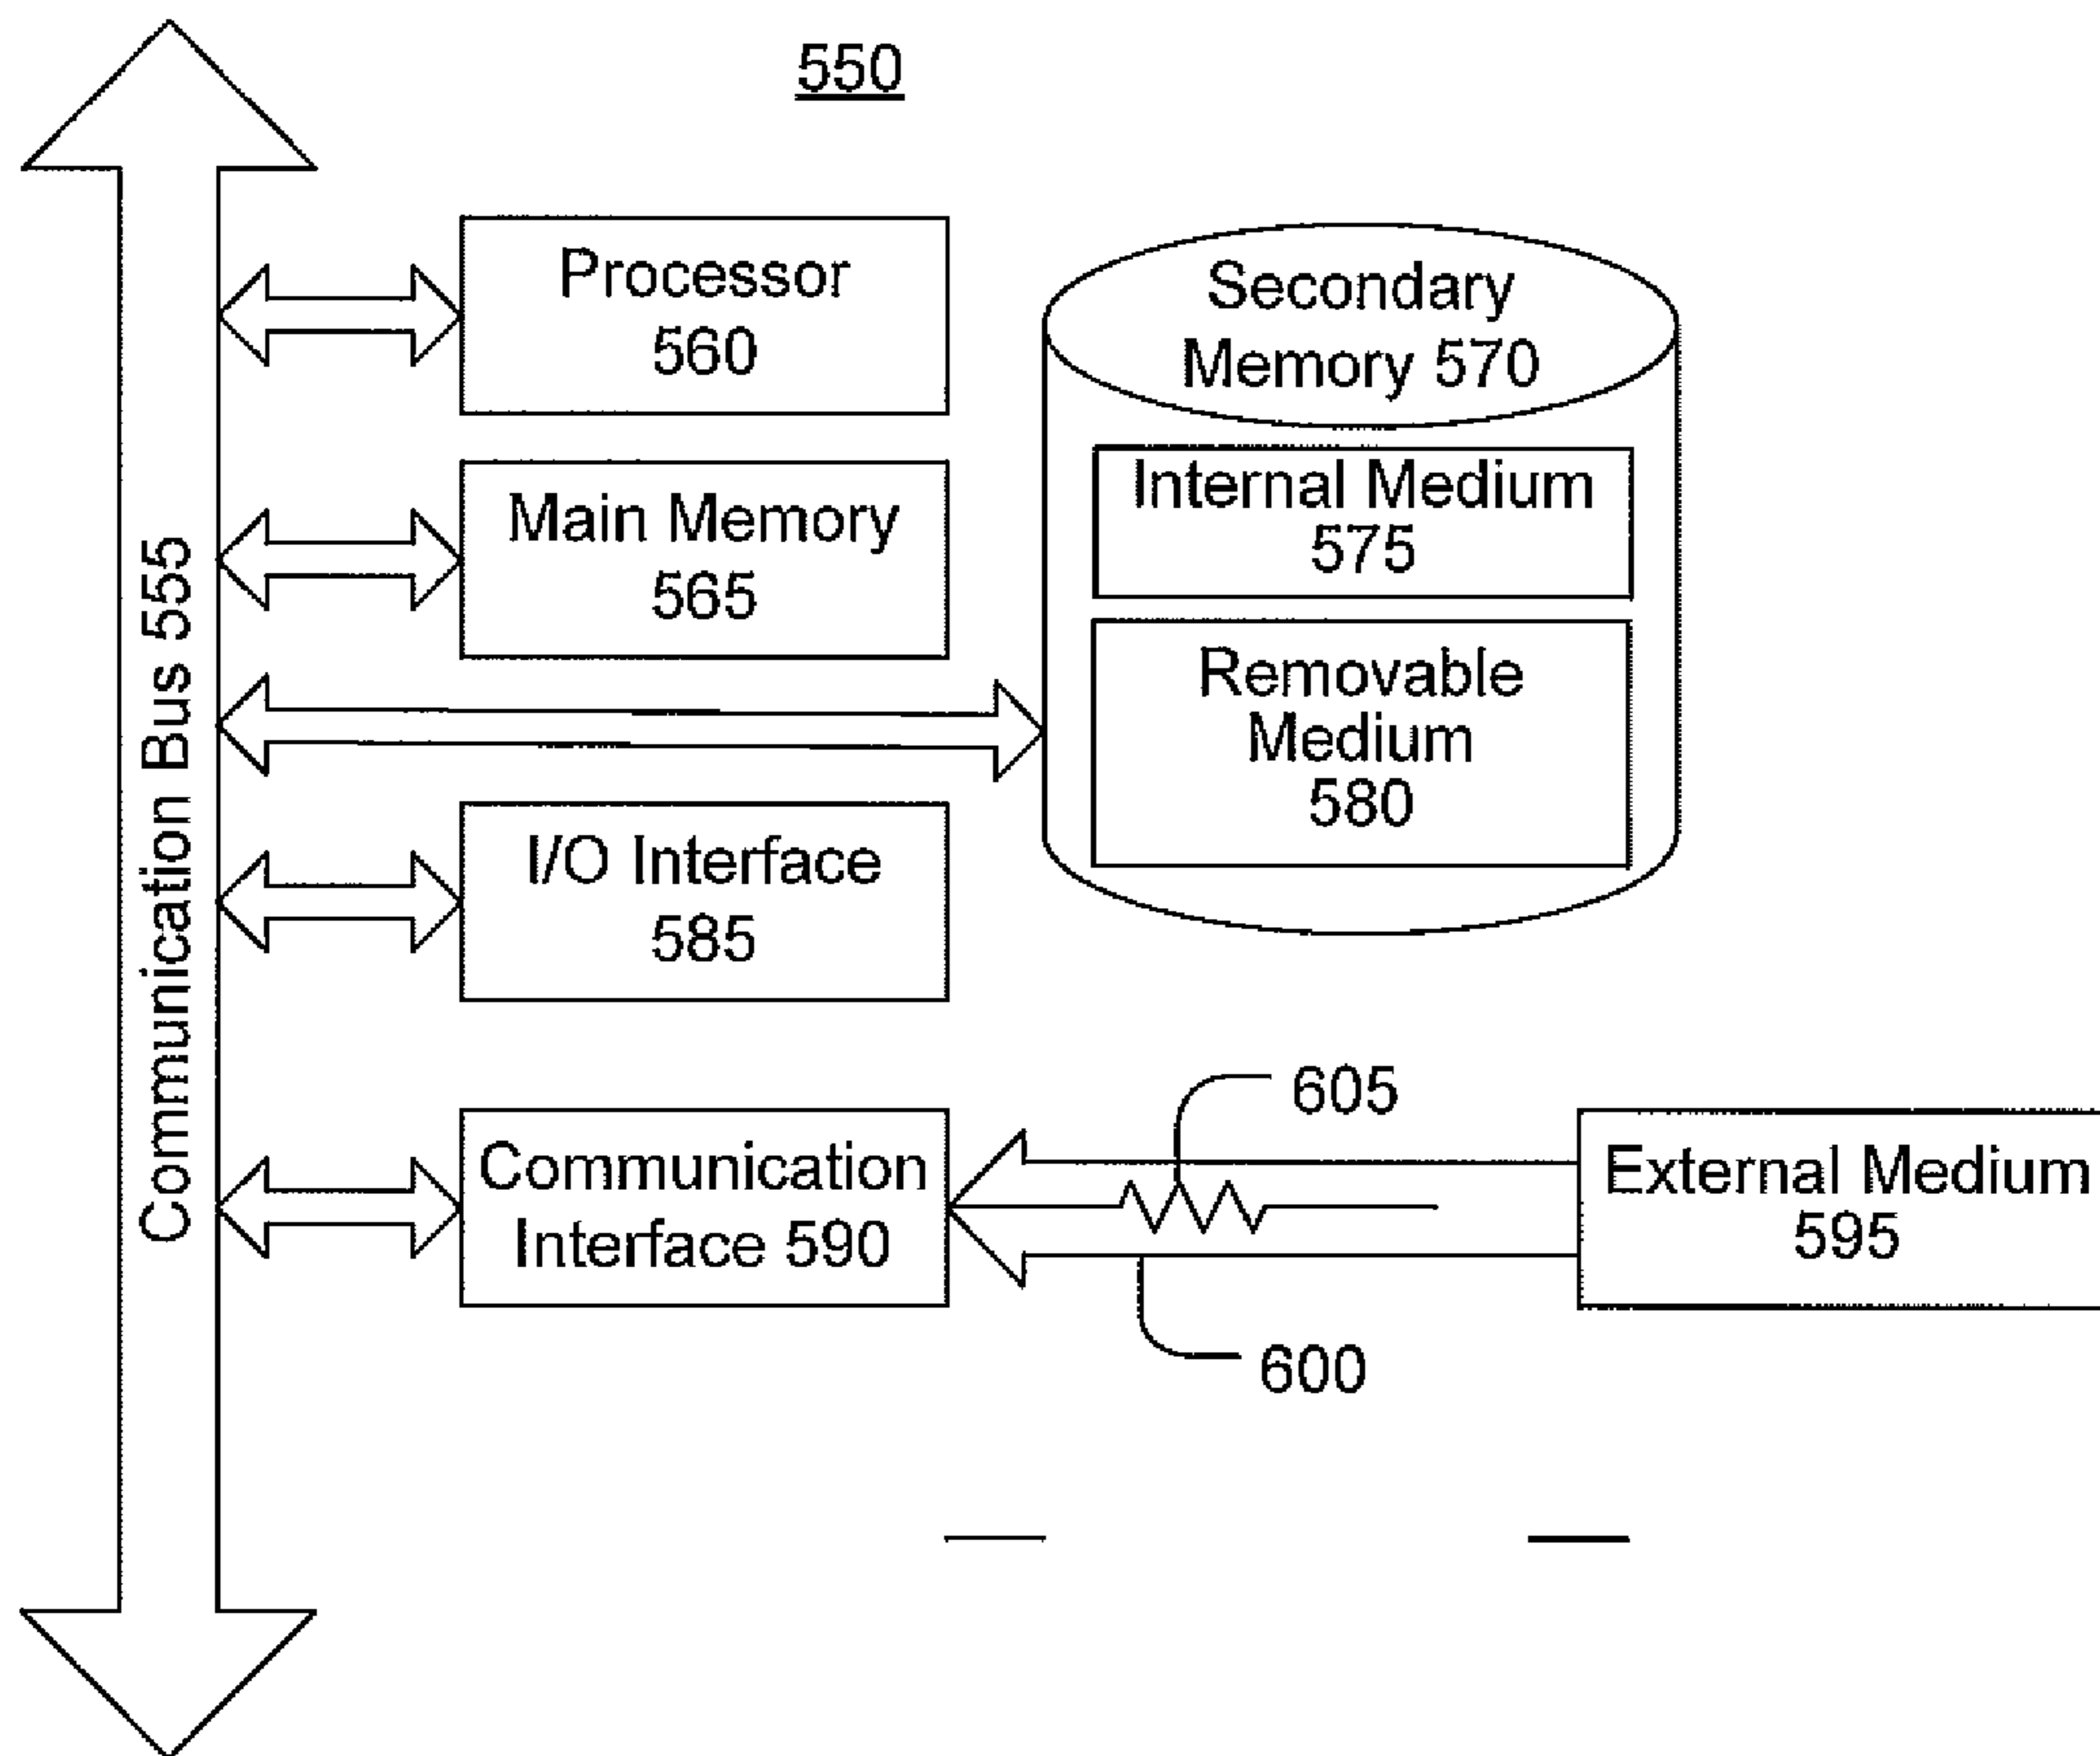 550
Communication Bus 555
Processor
560
Secondary
Memory 570
Main Memory
565
Internal Medium
575
Removable
Medium
580
I/O Interface
585
605
Communication
Interface 590
External Medium
595
600